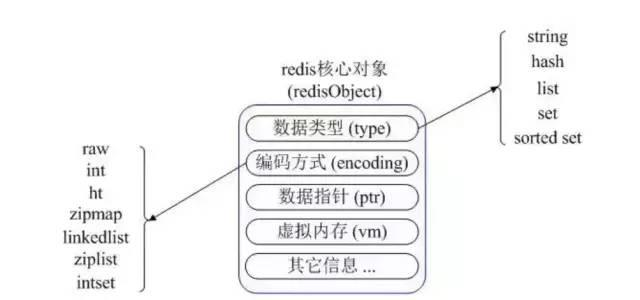 redis核心对象
(redisObject)
数据类型 (type)
编码方式 (encoding)
数据指针 (ptr)
虚拟内存 (vm)
其它信息 ...
string
hash
list
set
sorted set
raw
int
ht
zipmap
linkedlist
ziplist
intset